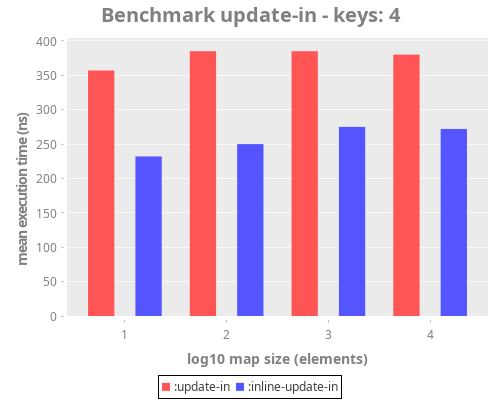 Benchmark update-in - keys: 4
mean execution time (ns)
400
350
300
250
200
150
100
50
0
1 2 3 4
log10 map size (elements)
:update-in :inline-update-in